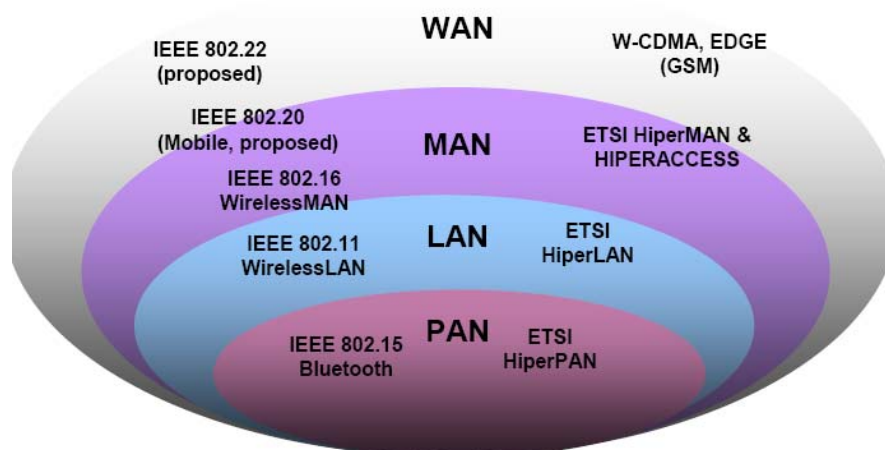 WAN
IEEE 802.22
(proposed)
W-CDMA, EDGE
(GSM)
IEEE 802.20
(Mobile, proposed)
MAN
ETSI HiperMAN &
HIPERACCESS
IEEE 802.16
WirelessMAN
LAN
IEEE 802.11
WirelessLAN
ETSI
HiperLAN
PAN
IEEE 802.15
Bluetooth
ETSI
HiperPAN